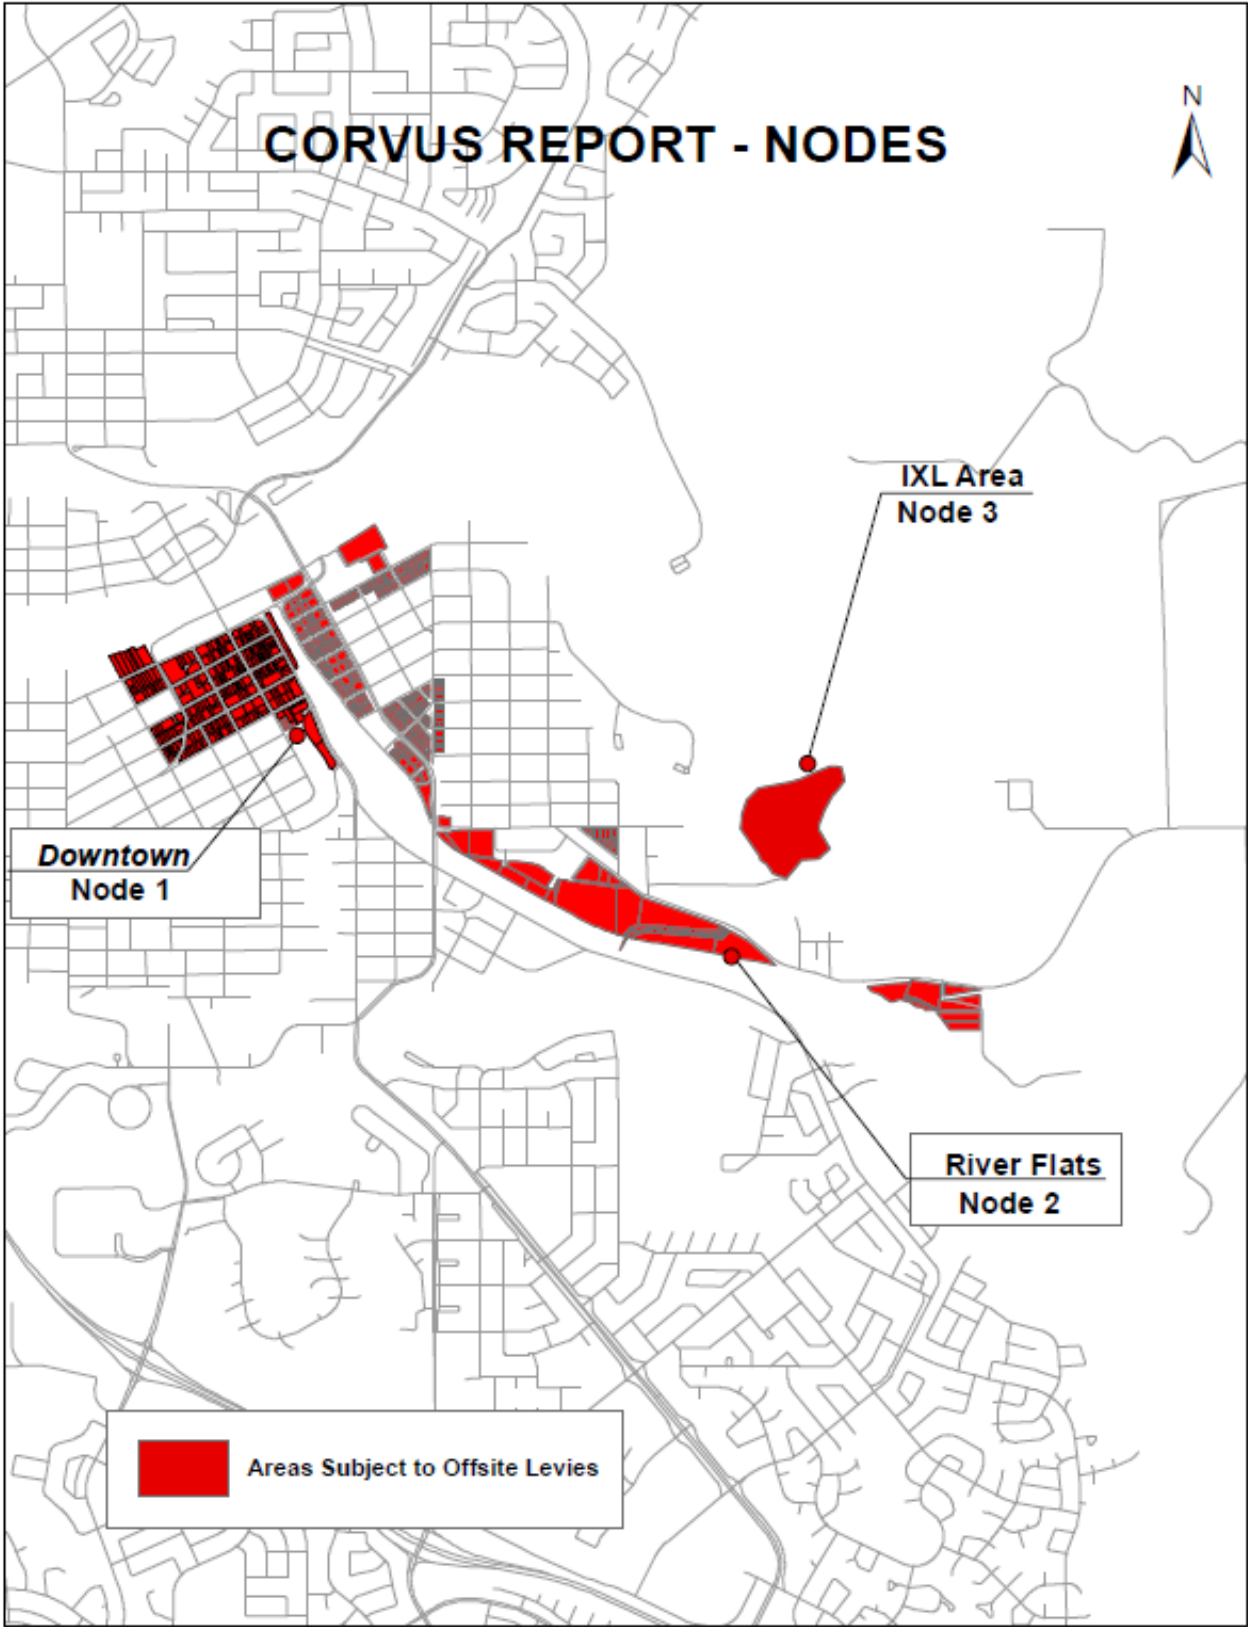 N
CORVUS REPORT - NODES
IXL Area
Node 3
Downtown
Node 1
River Flats
Node 2
Areas Subject to Offsite Levies